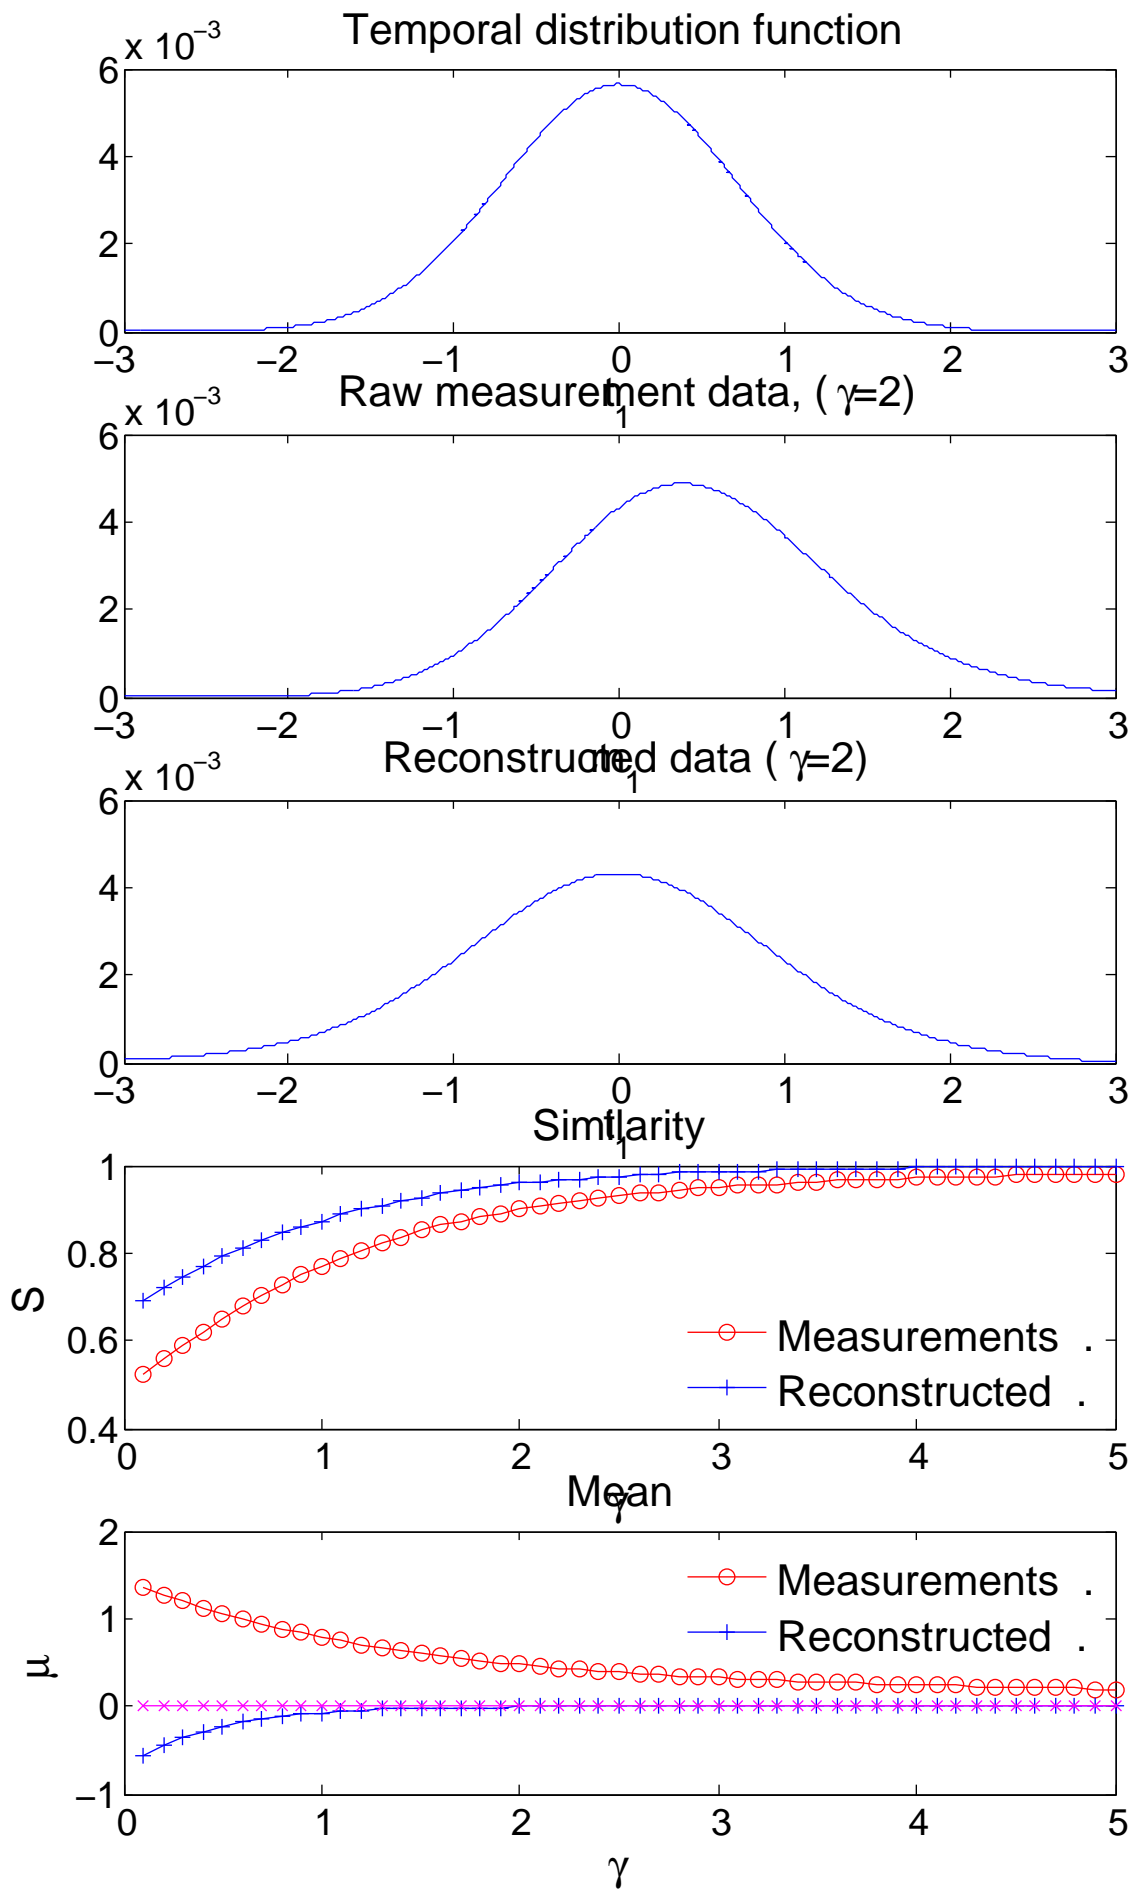 Temporal distribution function
x 10−3
6
4
2
0
−3 −2 −1 0 1 2 3
t1
Raw measurement data, ( γ=2)
x 10−3
6
4
2
0
−3 −2 −1 0 1 2 3
m1
Reconstructed data ( γ=2)
x 10−3
6
4
2
0
−3 −2 −1 0 1 2 3
t1
Similarity
1
0.8
0.6
0.4
S
Measurements .
Reconstructed .
0 1 2 3 4 5
γ
Mean
2
1
0
−1
μ
Measurements .
Reconstructed .
0 1 2 3 4 5
γ